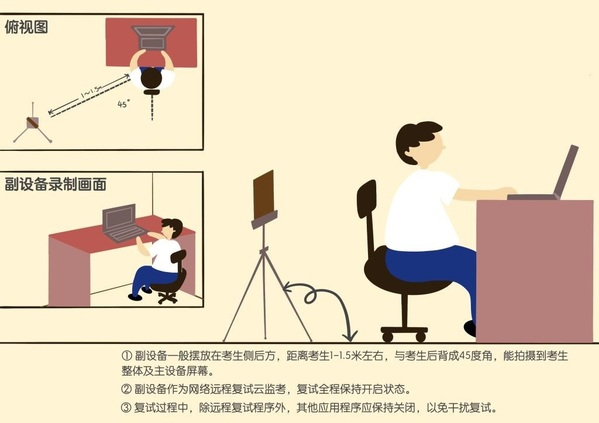 俯视图
1~1.5m
45°
副设备录制画面
① 副设备一般摆放在考生侧后方，距离考生1-1.5米左右，与考生后背成45度角，能拍摄到考生
整体及主设备屏幕。
② 副设备作为网络远程复试云监考，复试全程保持开启状态。
③ 复试过程中，除远程复试程序外，其他应用程序应保持关闭，以免干扰复试。